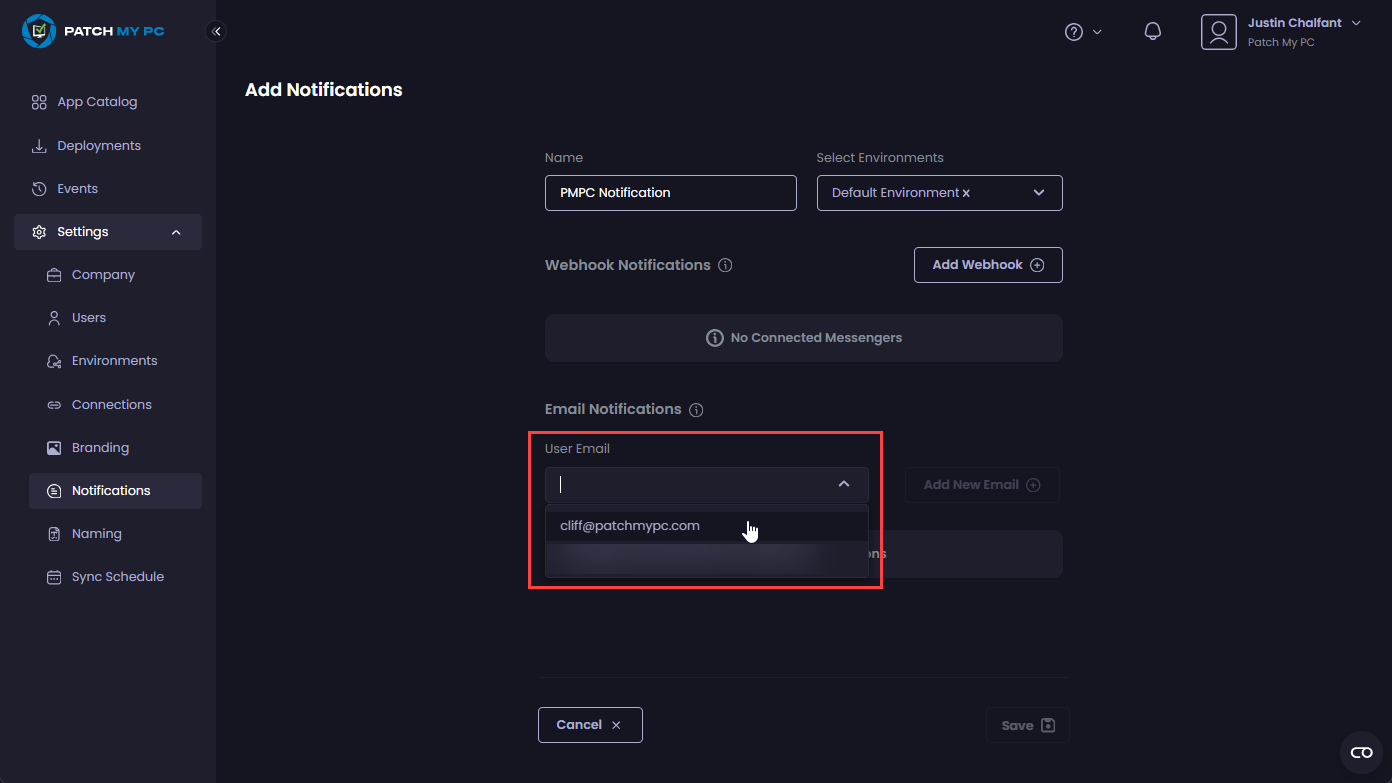 PATCH MY PC
Justin Chalfant
Patch My PC
App Catalog
Deployments
Events
Settings
Company
Users
Environments
Connections
Branding
Notifications
Naming
Sync Schedule
Add Notifications
Name
Select Environments
PMPC Notification
Default Environment ×
Webhook Notifications
Add Webhook
No Connected Messengers
Email Notifications
User Email
Add New Email
cliff@patchmypc.com
ons
Cancel ×
Save